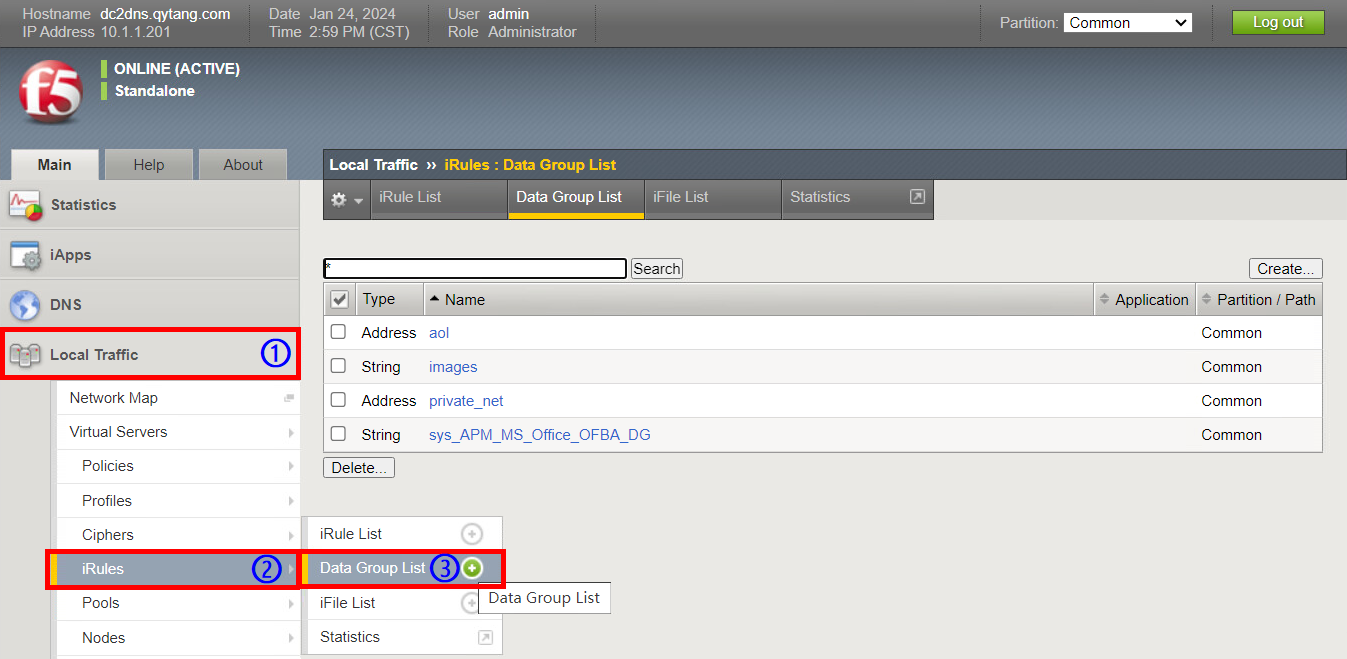 Hostname dc2dns.qytang.com Date Jan 24, 2024 User admin
IP Address 10.1.1.201 Time 2:59 PM (CST) Role Administrator
Partition: Common Log out
f5
ONLINE (ACTIVE)
Standalone
Main Help About
Local Traffic ›› iRules : Data Group List
iRule List Data Group List iFile List Statistics
Statistics
iApps
DNS
Local Traffic ①
Network Map
Virtual Servers
Policies
Profiles
Ciphers
iRules ②
Pools
Nodes
* Search Create...
Type Name Application Partition / Path
Address aol Common
String images Common
Address private_net Common
String sys_APM_MS_Office_OFBA_DG Common
Delete...
iRule List
Data Group List ③
iFile List
Data Group List
Statistics